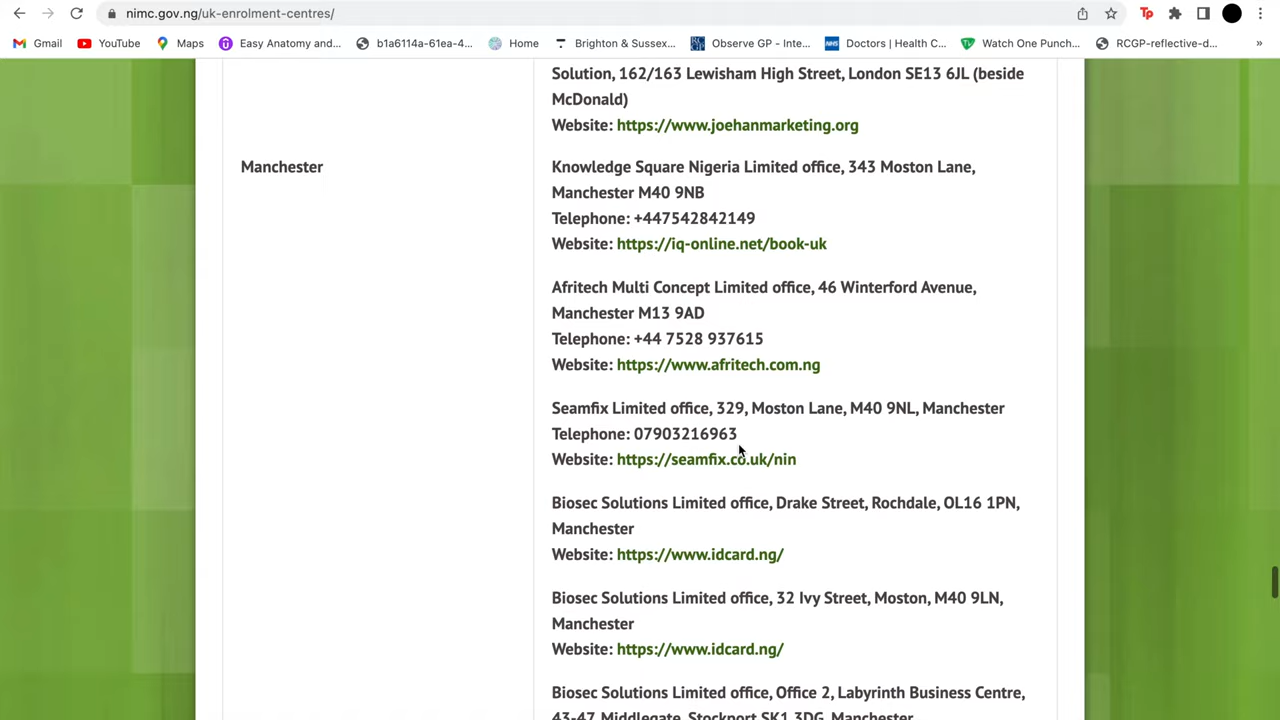 nimc.gov.ng/uk-enrolment-centres/
Gmail
YouTube
Maps
Easy Anatomy and...
b1a6114a-61ea-4...
Home
Brighton & Sussex...
Observe GP - Inte...
Doctors | Health C...
Watch One Punch...
RCGP-reflective-d...
»
Solution, 162/163 Lewisham High Street, London SE13 6JL (beside
McDonald)
Website: https://www.joehanmarketing.org
Manchester
Knowledge Square Nigeria Limited office, 343 Moston Lane,
Manchester M40 9NB
Telephone: +447542842149
Website: https://iq-online.net/book-uk
Afritech Multi Concept Limited office, 46 Winterford Avenue,
Manchester M13 9AD
Telephone: +44 7528 937615
Website: https://www.afritech.com.ng
Seamfix Limited office, 329, Moston Lane, M40 9NL, Manchester
Telephone: 07903216963
Website: https://seamfix.co.uk/nin
Biosec Solutions Limited office, Drake Street, Rochdale, OL16 1PN,
Manchester
Website: https://www.idcard.ng/
Biosec Solutions Limited office, 32 Ivy Street, Moston, M40 9LN,
Manchester
Website: https://www.idcard.ng/
Biosec Solutions Limited office, Office 2, Labyrinth Business Centre,
43-47, Middlegate, Stockport SK1 3DG, Manchester